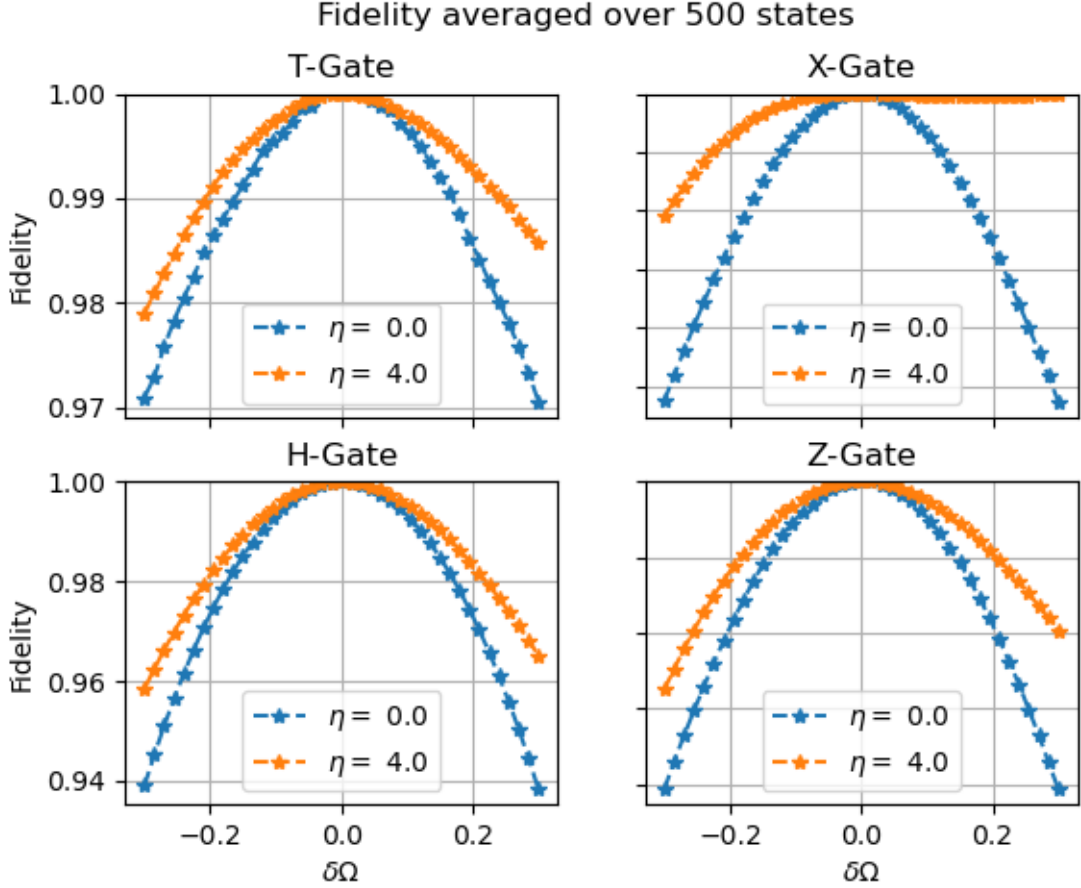 Fidelity averaged over 500 states
T-Gate
X-Gate
1.00
0.99
0.98
0.97
Fidelity
η = 0.0
η = 4.0
η = 0.0
η = 4.0
H-Gate
Z-Gate
1.00
0.98
0.96
0.94
Fidelity
η = 0.0
η = 4.0
η = 0.0
η = 4.0
−0.2 0.0 0.2
−0.2 0.0 0.2
δΩ
δΩ